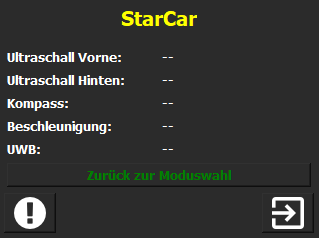 StarCar
Ultraschall Vorne: --
Ultraschall Hinten: --
Kompass: --
Beschleunigung: --
UWB: --
Zurück zur Moduswahl